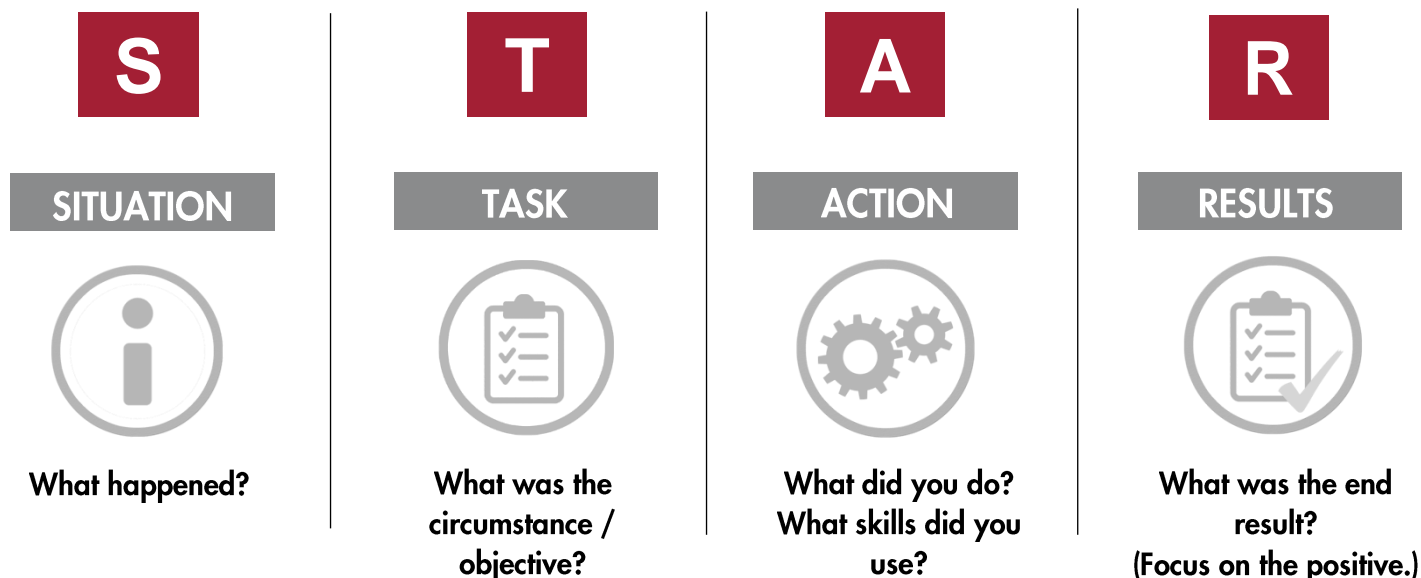 S
SITUATION
What happened?
T
TASK
What was the
circumstance /
objective?
A
ACTION
What did you do?
What skills did you
use?
R
RESULTS
What was the end
result?
(Focus on the positive.)